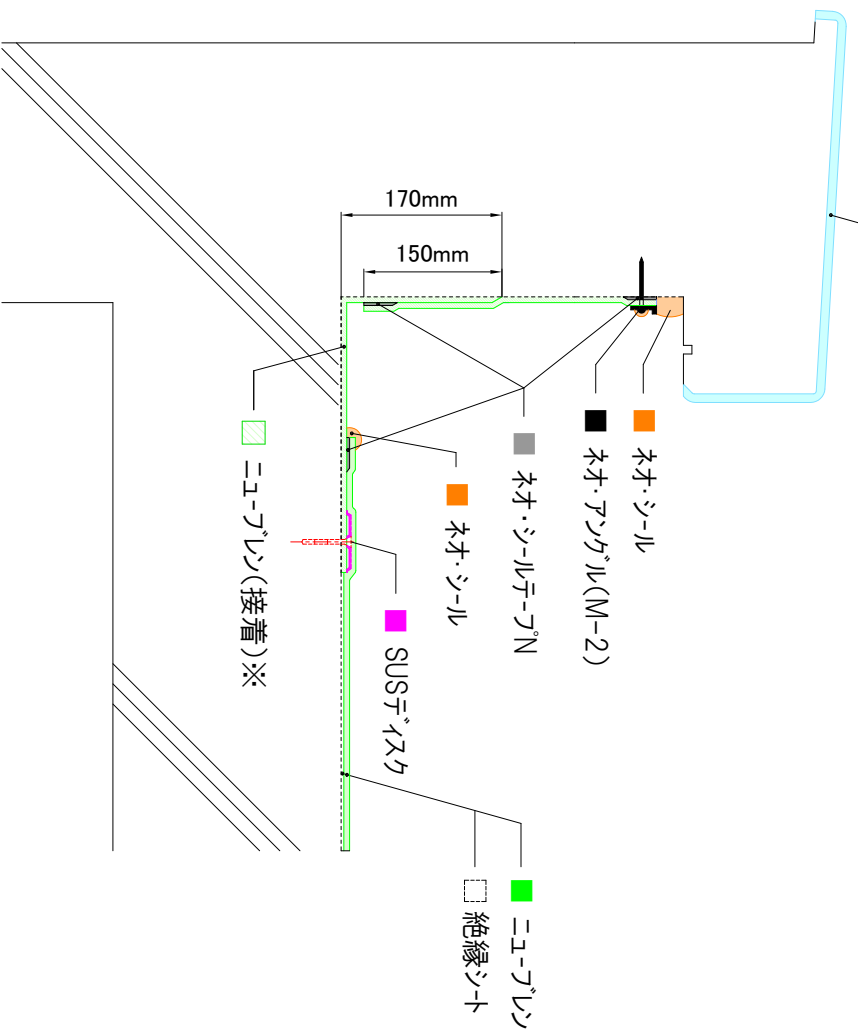 170mm
150mm
ネオ・シール
ネオ・アングル(M-2)
ネオ・シールテープN
ネオ・シール
SUSディスク
ニューブレン(接着)※
ニューブレン
絶縁シート